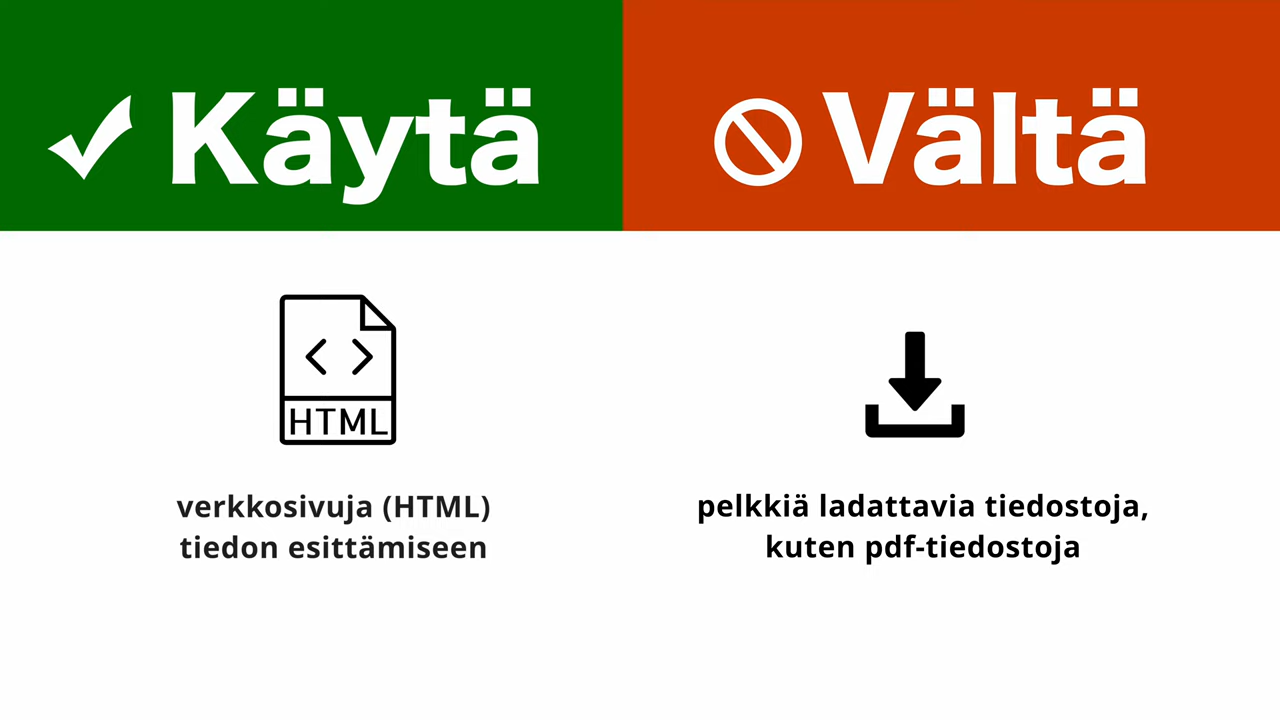 Käytä
Vältä
HTML
verkkosivuja (HTML)
tiedon esittämiseen
pelkkiä ladattavia tiedostoja,
kuten pdf-tiedostoja